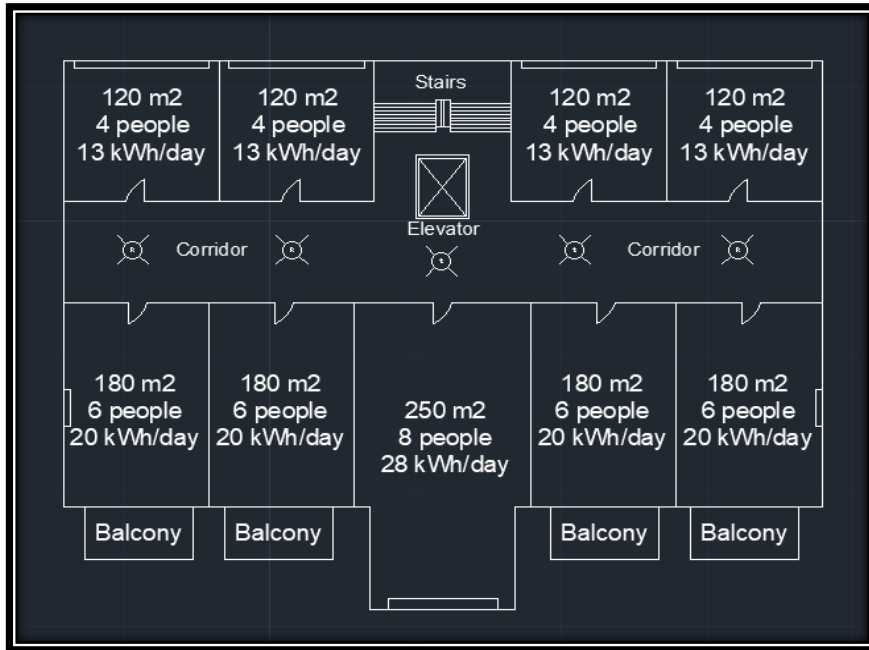 120 m2
4 people
13 kWh/day
120 m2
4 people
13 kWh/day
Stairs
120 m2
4 people
13 kWh/day
120 m2
4 people
13 kWh/day
Elevator
Corridor
Corridor
180 m2
6 people
20 kWh/day
180 m2
6 people
20 kWh/day
250 m2
8 people
28 kWh/day
180 m2
6 people
20 kWh/day
180 m2
6 people
20 kWh/day
Balcony
Balcony
Balcony
Balcony